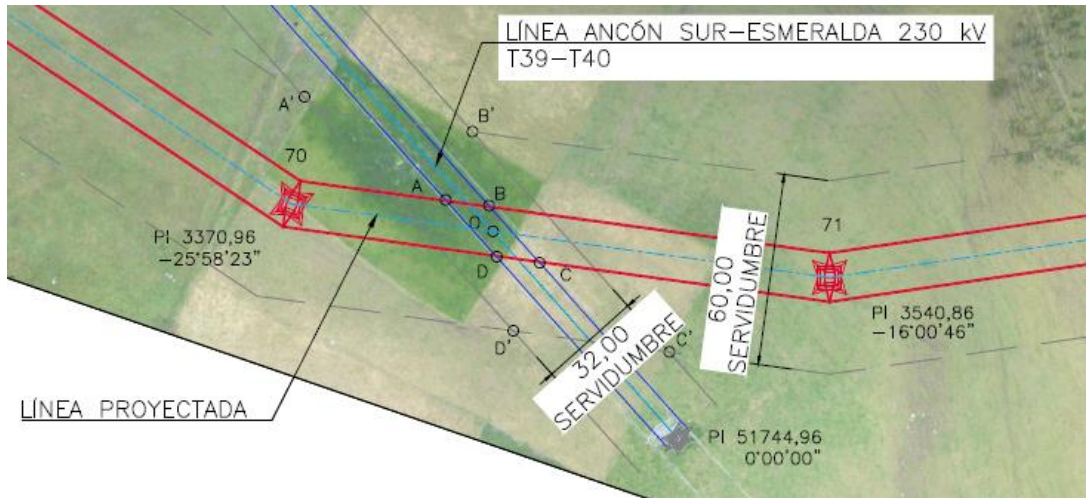 LÍNEA ANCÓN SUR-ESMERALDA 230 kV
T39-T40
A'
B'
70
A
B
O
D
C
71
PI 3370,96
-25°58'23"
60,00
SERVIDUMBRE
PI 3540,86
-16°00'46"
D'
C'
32,00
SERVIDUMBRE
LÍNEA PROYECTADA
PI 51744,96
0°00'00"